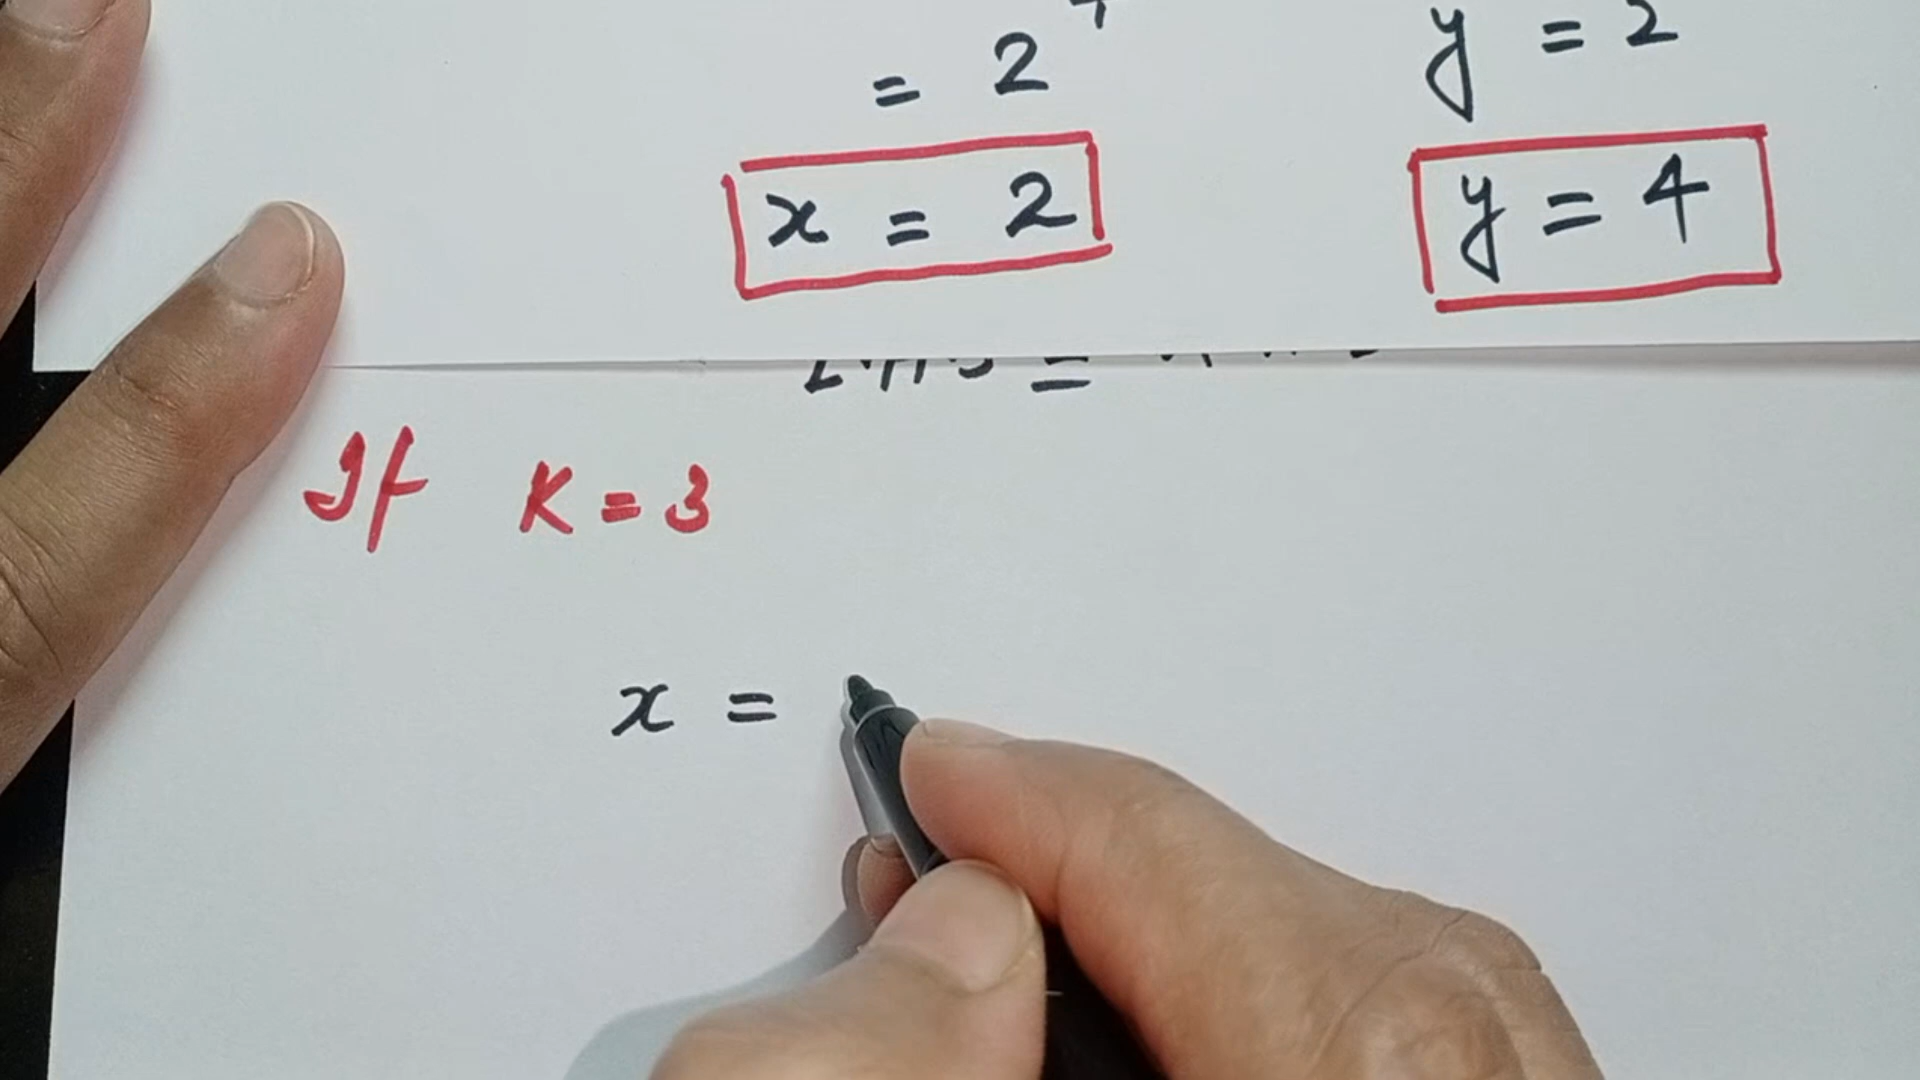 = 2
y = 2
x = 2
y = 4
If K = 3
x =